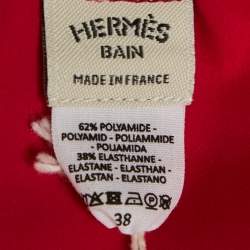 HERMÈS
BAIN
MADE IN FRANCE
62% POLYAMIDE -
POLYAMID - POLIAMMIDE
- POLIAMIDA
38% ELASTHANNE -
ELASTANE - ELASTHAN -
ELASTAN - ELASTANO
38